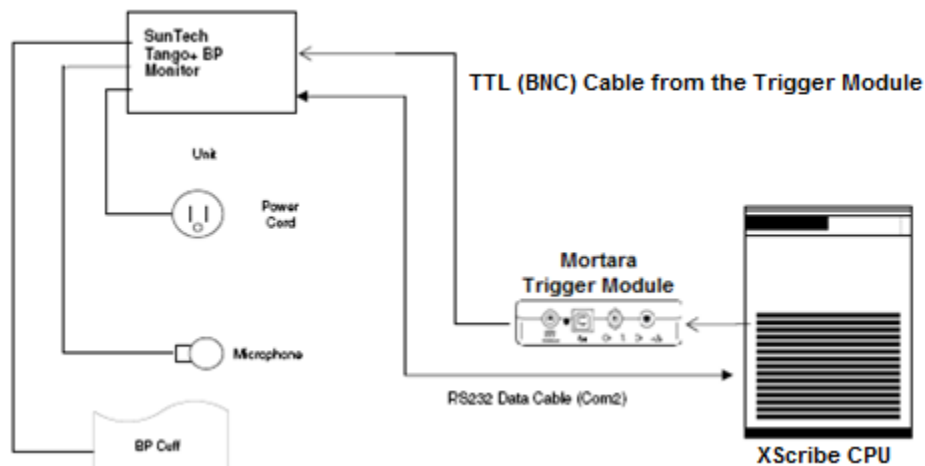 SunTech
Tango+ BP
Monitor
TTL (BNC) Cable from the Trigger Module
Unit
Power
Cord
Mortara
Trigger Module
Microphone
RS232 Data Cable (Com2)
BP Cuff
XScribe CPU